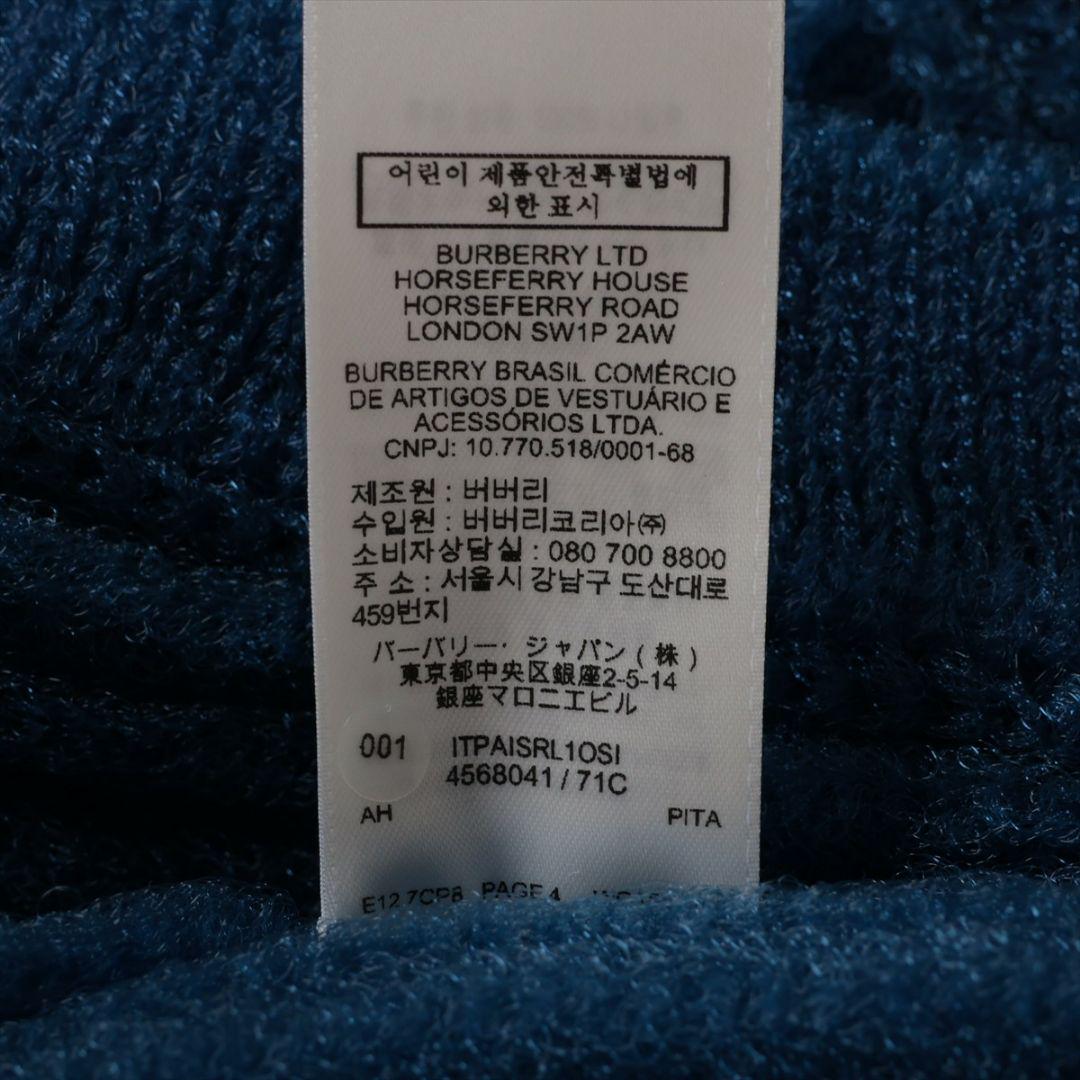 어린이 제품안전특별법에
의한 표시
BURBERRY LTD
HORSEFERRY HOUSE
HORSEFERRY ROAD
LONDON SW1P 2AW
BURBERRY BRASIL COMÉRCIO
DE ARTIGOS DE VESTUÁRIO E
ACESSÓRIOS LTDA.
CNPJ: 10.770.518/0001-68
제조원 : 버버리
수입원 : 버버리코리아㈜
소비자상담실 : 080 700 8800
주 소 : 서울시 강남구 도산대로
459번지
バーバリー・ジャパン(株)
東京都中央区銀座2-5-14
銀座マロニエビル
001 ITPAISRL1OSI
4568041 / 71C
AH PITA
PAGE 4